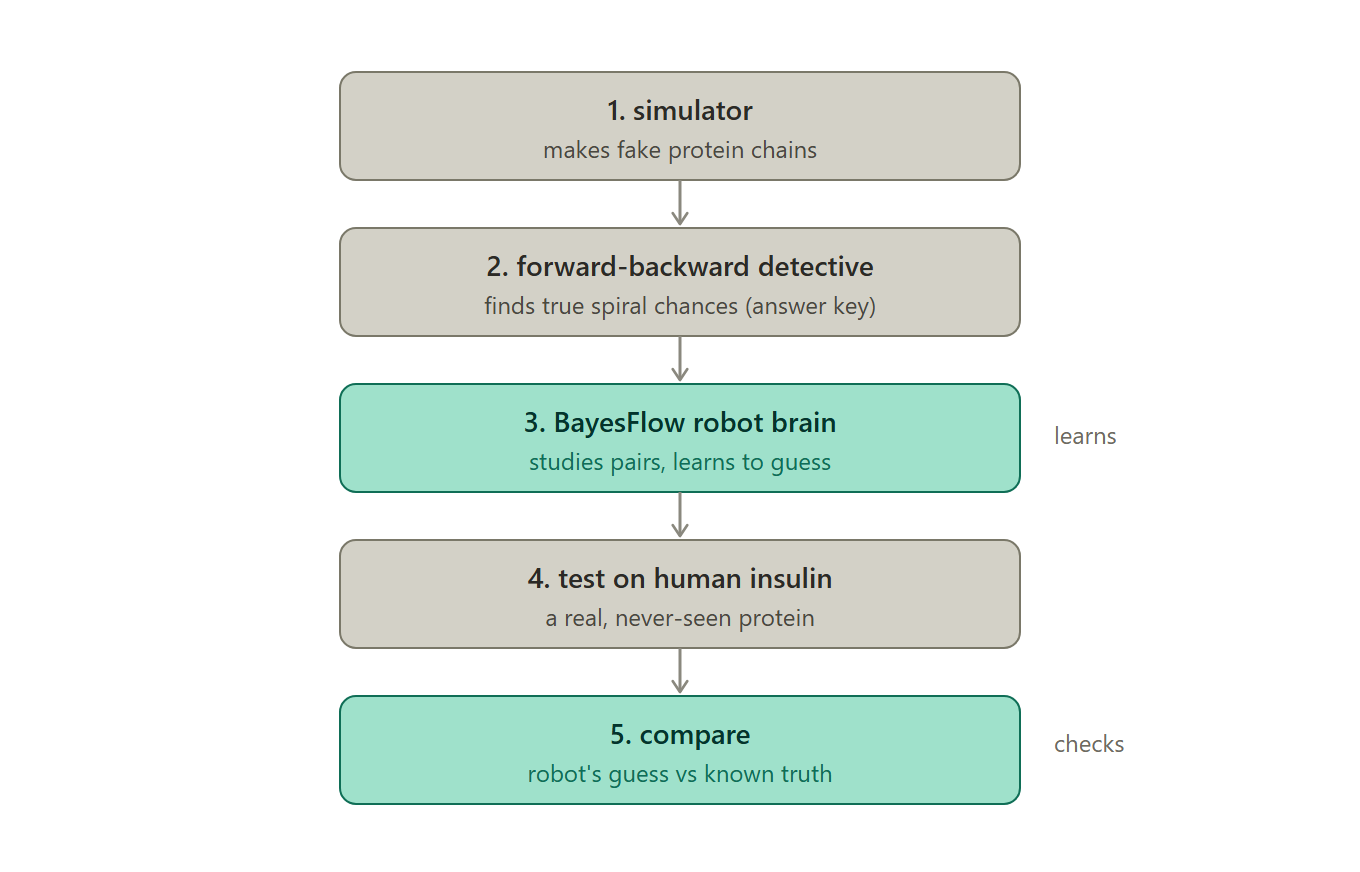 1. simulator
makes fake protein chains
2. forward-backward detective
finds true spiral chances (answer key)
3. BayesFlow robot brain
studies pairs, learns to guess
learns
4. test on human insulin
a real, never-seen protein
5. compare
robot's guess vs known truth
checks